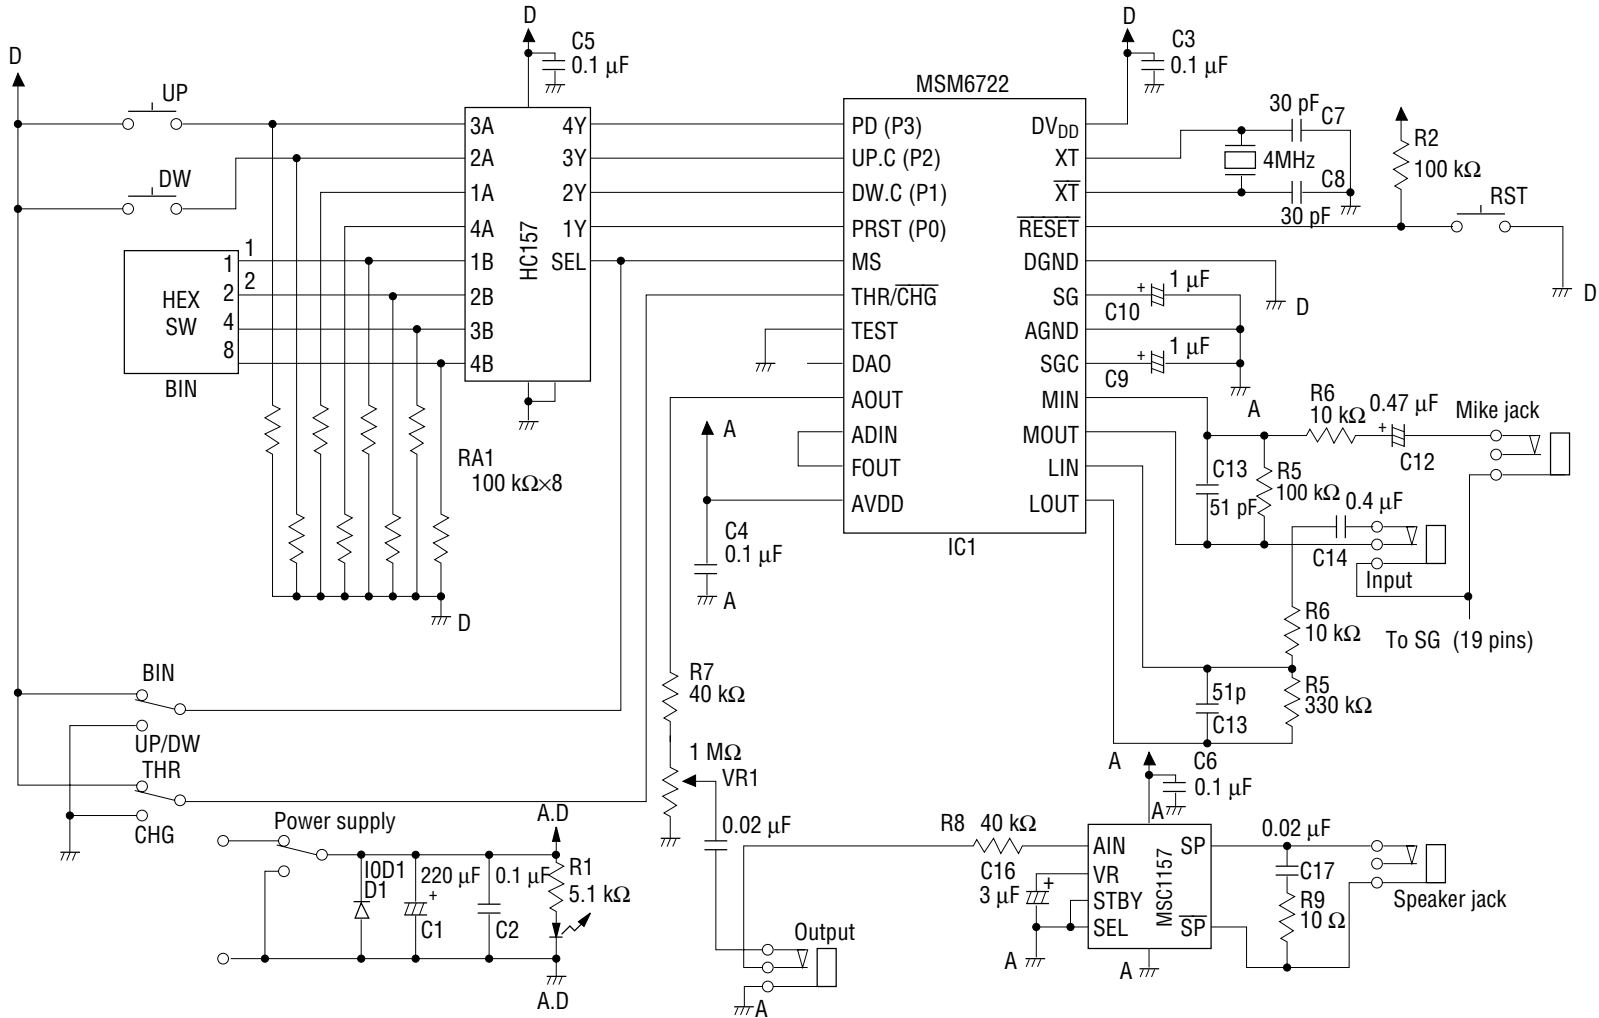 D
UP
DW
HEX
SW
BIN
1
2
4
8
1
2
D
C5
0.1 μF
HC157
3A
2A
1A
4A
1B
2B
3B
4B
4Y
3Y
2Y
1Y
SEL
RA1
100 kΩ×8
D
BIN
UP/DW
THR
CHG
MSM6722
IC1
PD (P3)
UP.C (P2)
DW.C (P1)
PRST (P0)
MS
THR/CHG
TEST
DAO
AOUT
ADIN
FOUT
AVDD
DVDD
XT
XT
RESET
DGND
SG
AGND
SGC
MIN
MOUT
LIN
LOUT
D
C3
0.1 μF
30 pF
C7
4MHz
C8
30 pF
R2
100 kΩ
RST
D
D
1 μF
C10
1 μF
C9
A
A
C4
0.1 μF
A
R6
10 kΩ
0.47 μF
C12
Mike jack
C13
51 pF
R5
100 kΩ
0.4 μF
C14
Input
To SG (19 pins)
R6
10 kΩ
51p
C13
R5
330 kΩ
R7
40 kΩ
1 MΩ
VR1
0.02 μF
Output
A
Power supply
I0D1
D1
220 μF
C1
0.1 μF
C2
A.D
R1
5.1 kΩ
A.D
A
C6
0.1 μF
A
R8
40 kΩ
C16
3 μF
A
MSC1157
AIN
VR
STBY
SEL
SP
SP
A
0.02 μF
C17
R9
10 Ω
Speaker jack